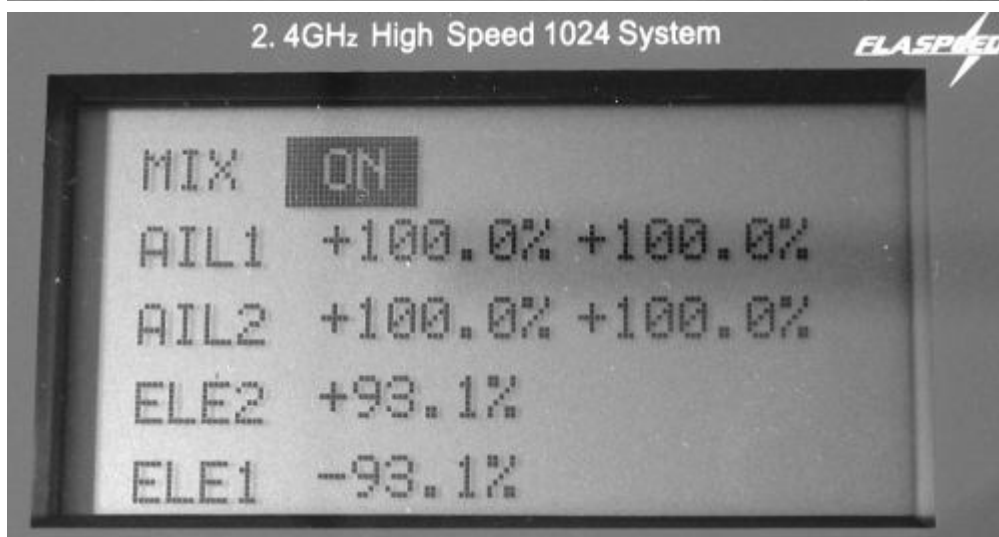 2. 4GHz High Speed 1024 System
FLASPEED
MIX ON
AIL1 +100.0% +100.0%
AIL2 +100.0% +100.0%
ELE2 +93.1%
ELE1 -93.1%